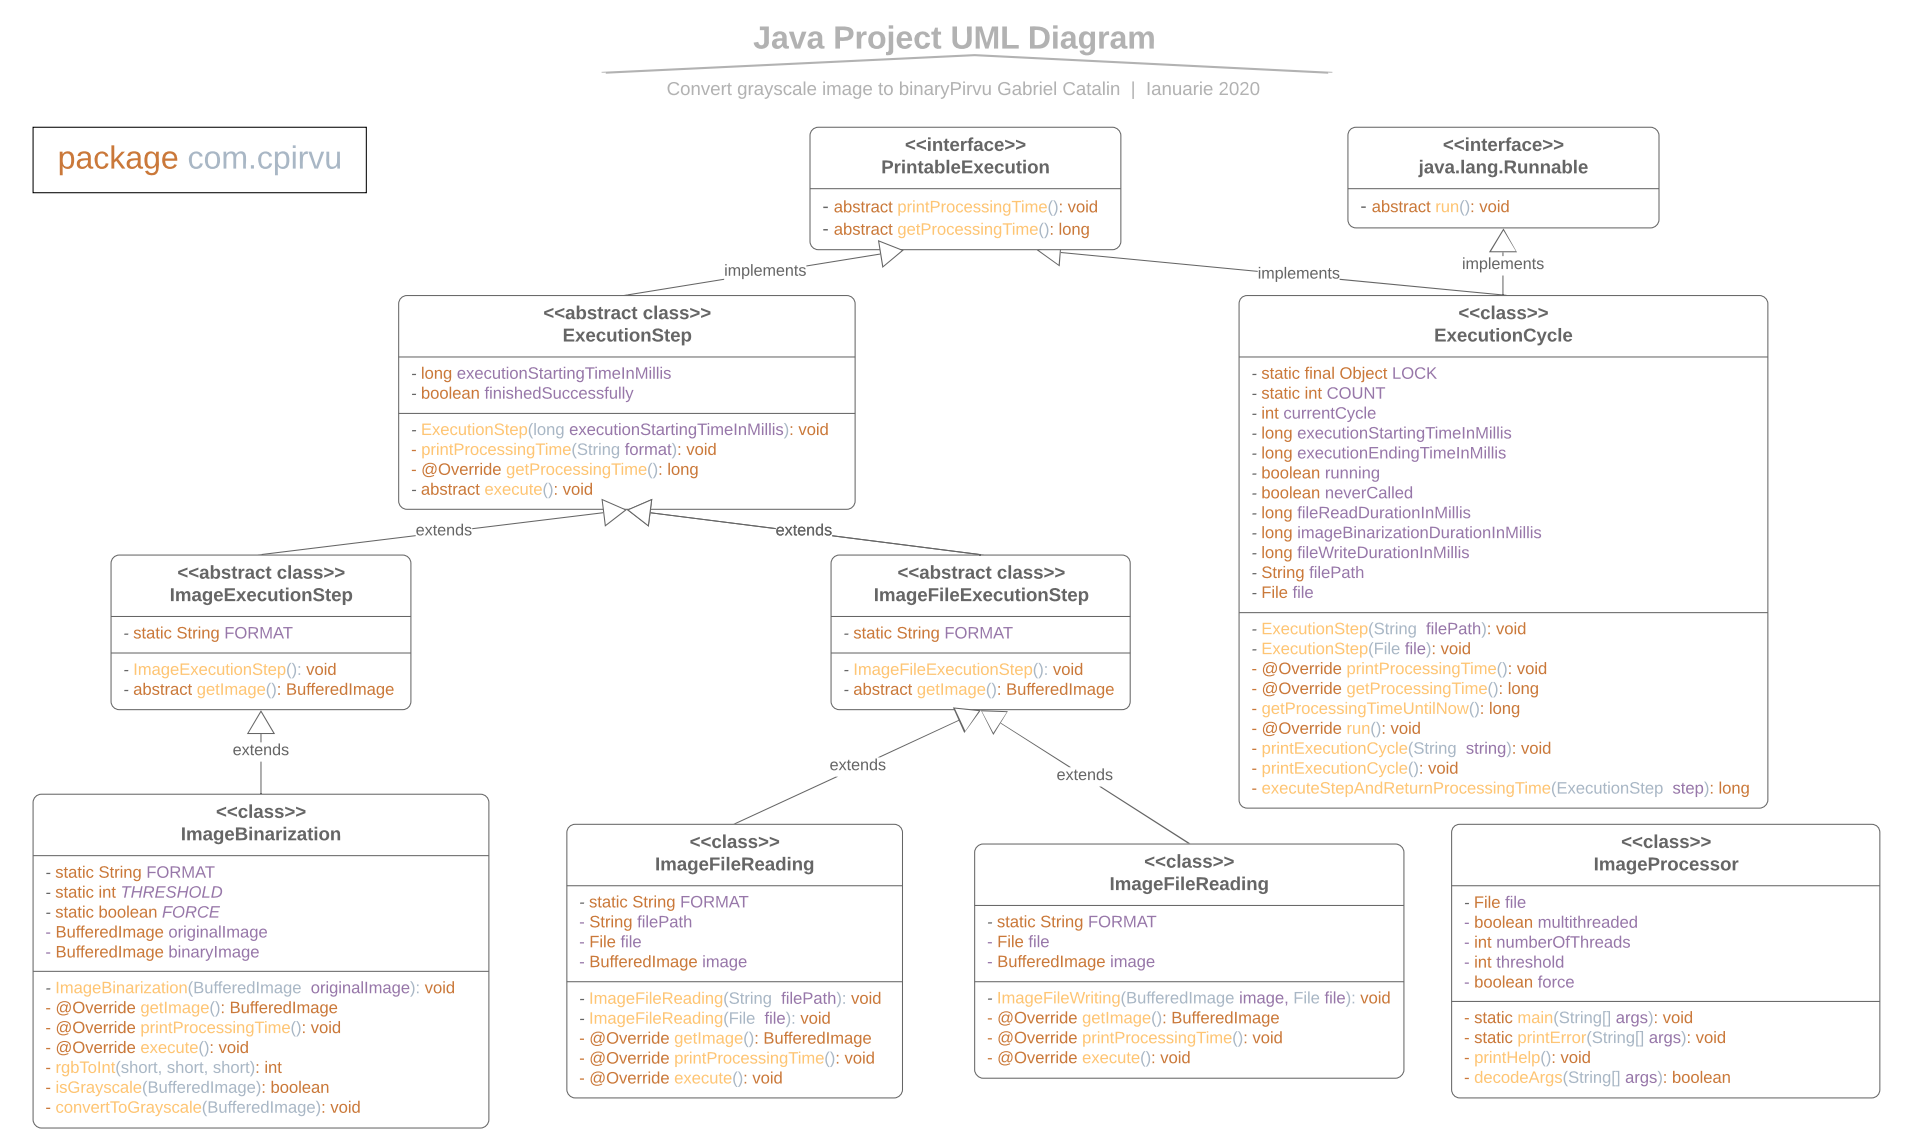 Java Project UML Diagram
Convert grayscale image to binaryPirvu Gabriel Catalin | Ianuarie 2020
package com.cpirvu
<<interface>>
PrintableExecution
- abstract printProcessingTime(): void
- abstract getProcessingTime(): long
<<interface>>
java.lang.Runnable
- abstract run(): void
implements
implements
implements
<<abstract class>>
ExecutionStep
- long executionStartingTimeInMillis
- boolean finishedSuccessfully
- ExecutionStep(long executionStartingTimeInMillis): void
- printProcessingTime(String format): void
- @Override getProcessingTime(): long
- abstract execute(): void
<<class>>
ExecutionCycle
- static final Object LOCK
- static int COUNT
- int currentCycle
- long executionStartingTimeInMillis
- long executionEndingTimeInMillis
- boolean running
- boolean neverCalled
- long fileReadDurationInMillis
- long imageBinarizationDurationInMillis
- long fileWriteDurationInMillis
- String filePath
- File file
- ExecutionStep(String filePath): void
- ExecutionStep(File file): void
- @Override printProcessingTime(): void
- @Override getProcessingTime(): long
- getProcessingTimeUntilNow(): long
- @Override run(): void
- printExecutionCycle(String string): void
- printExecutionCycle(): void
- executeStepAndReturnProcessingTime(ExecutionStep step): long
extends
extends
<<abstract class>>
ImageExecutionStep
- static String FORMAT
- ImageExecutionStep(): void
- abstract getImage(): BufferedImage
<<abstract class>>
ImageFileExecutionStep
- static String FORMAT
- ImageFileExecutionStep(): void
- abstract getImage(): BufferedImage
extends
extends
extends
<<class>>
ImageBinarization
- static String FORMAT
- static int THRESHOLD
- static boolean FORCE
- BufferedImage originalImage
- BufferedImage binaryImage
- ImageBinarization(BufferedImage originalImage): void
- @Override getImage(): BufferedImage
- @Override printProcessingTime(): void
- @Override execute(): void
- rgbToInt(short, short, short): int
- isGrayscale(BufferedImage): boolean
- convertToGrayscale(BufferedImage): void
<<class>>
ImageFileReading
- static String FORMAT
- String filePath
- File file
- BufferedImage image
- ImageFileReading(String filePath): void
- ImageFileReading(File file): void
- @Override getImage(): BufferedImage
- @Override printProcessingTime(): void
- @Override execute(): void
<<class>>
ImageFileReading
- static String FORMAT
- File file
- BufferedImage image
- ImageFileWriting(BufferedImage image, File file): void
- @Override getImage(): BufferedImage
- @Override printProcessingTime(): void
- @Override execute(): void
<<class>>
ImageProcessor
- File file
- boolean multithreaded
- int numberOfThreads
- int threshold
- boolean force
- static main(String[] args): void
- static printError(String[] args): void
- printHelp(): void
- decodeArgs(String[] args): boolean